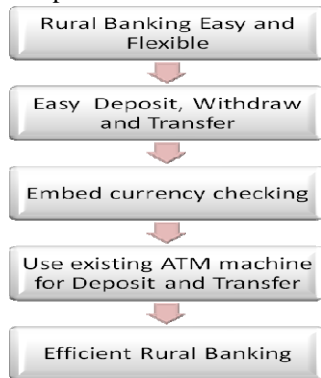 Rural Banking Easy and
Flexible
Easy Deposit, Withdraw
and Transfer
Embed currency checking
Use existing ATM machine
for Deposit and Transfer
Efficient Rural Banking